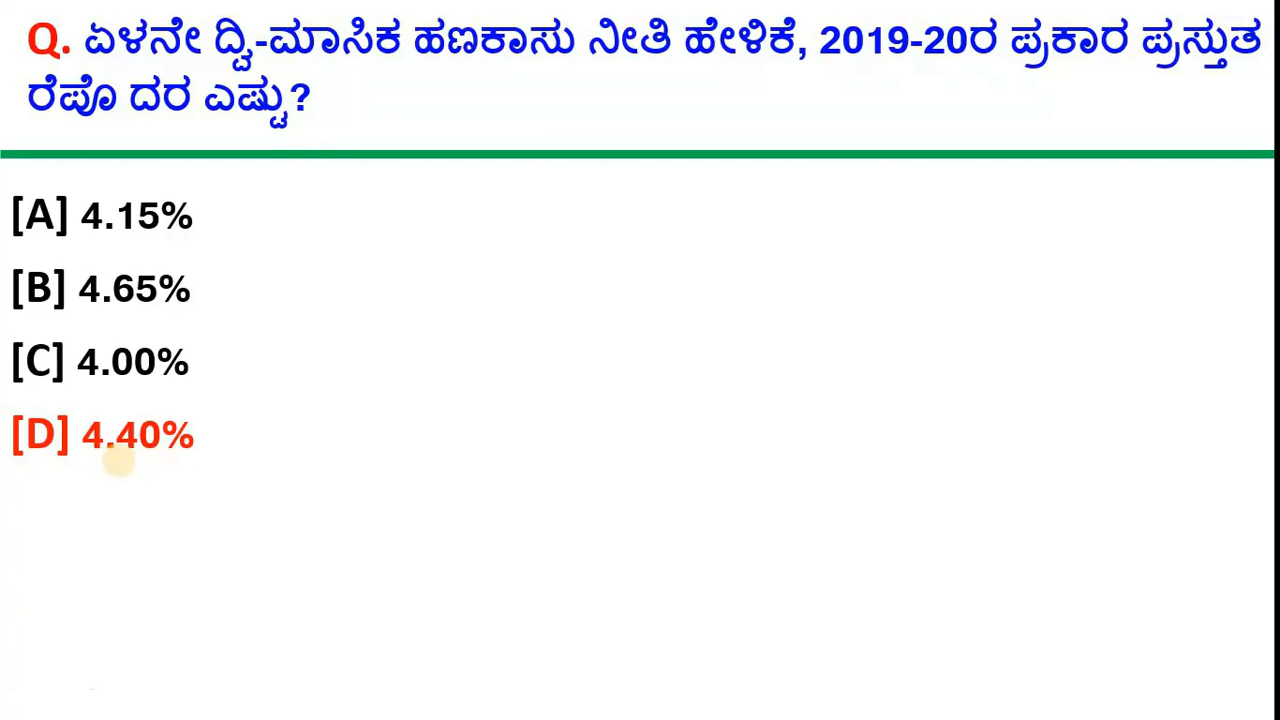 Q. ಏಳನೇ ದ್ವಿ-ಮಾಸಿಕ ಹಣಕಾಸು ನೀತಿ ಹೇಳಿಕೆ, 2019-20ರ ಪ್ರಕಾರ ಪ್ರಸ್ತುತ
ರೆಪೊ ದರ ಎಷ್ಟು?
[A] 4.15%
[B] 4.65%
[C] 4.00%
[D] 4.40%